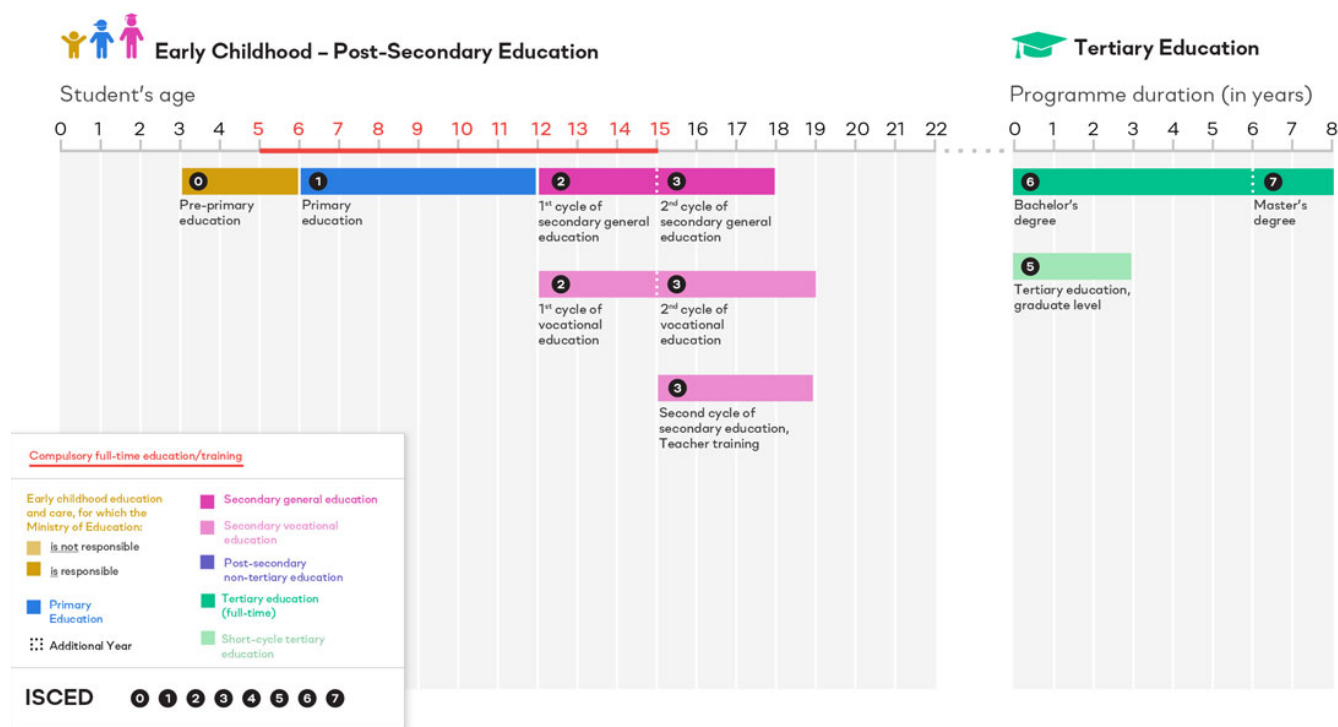 Early Childhood – Post-Secondary Education
Tertiary Education
Student's age
Programme duration (in years)
0 1 2 3 4 5 6 7 8 9 10 11 12 13 14 15 16 17 18 19 20 21 22
0 1 2 3 4 5 6 7 8
0
Pre-primary
education
1
Primary
education
2
1st cycle of
secondary general
education
3
2nd cycle of
secondary general
education
6
Bachelor's
degree
7
Master's
degree
2
1st cycle of
vocational
education
3
2nd cycle of
vocational
education
5
Tertiary education,
graduate level
3
Second cycle of
secondary education,
Teacher training
Compulsory full-time education/training
Early childhood education
and care, for which the
Ministry of Education:
is not responsible
is responsible
Primary
Education
Additional Year
Secondary general education
Secondary vocational
education
Post-secondary
non-tertiary education
Tertiary education
(full-time)
Short-cycle tertiary
education
ISCED 0 1 2 3 4 5 6 7